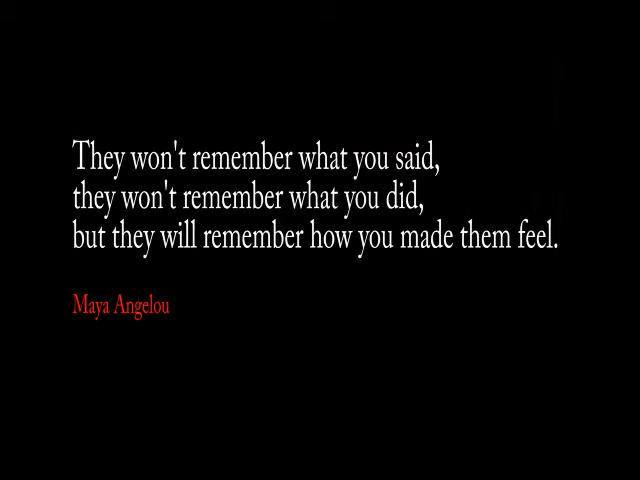 They won't remember what you said,
they won't remember what you did,
but they will remember how you made them feel.
Maya Angelou